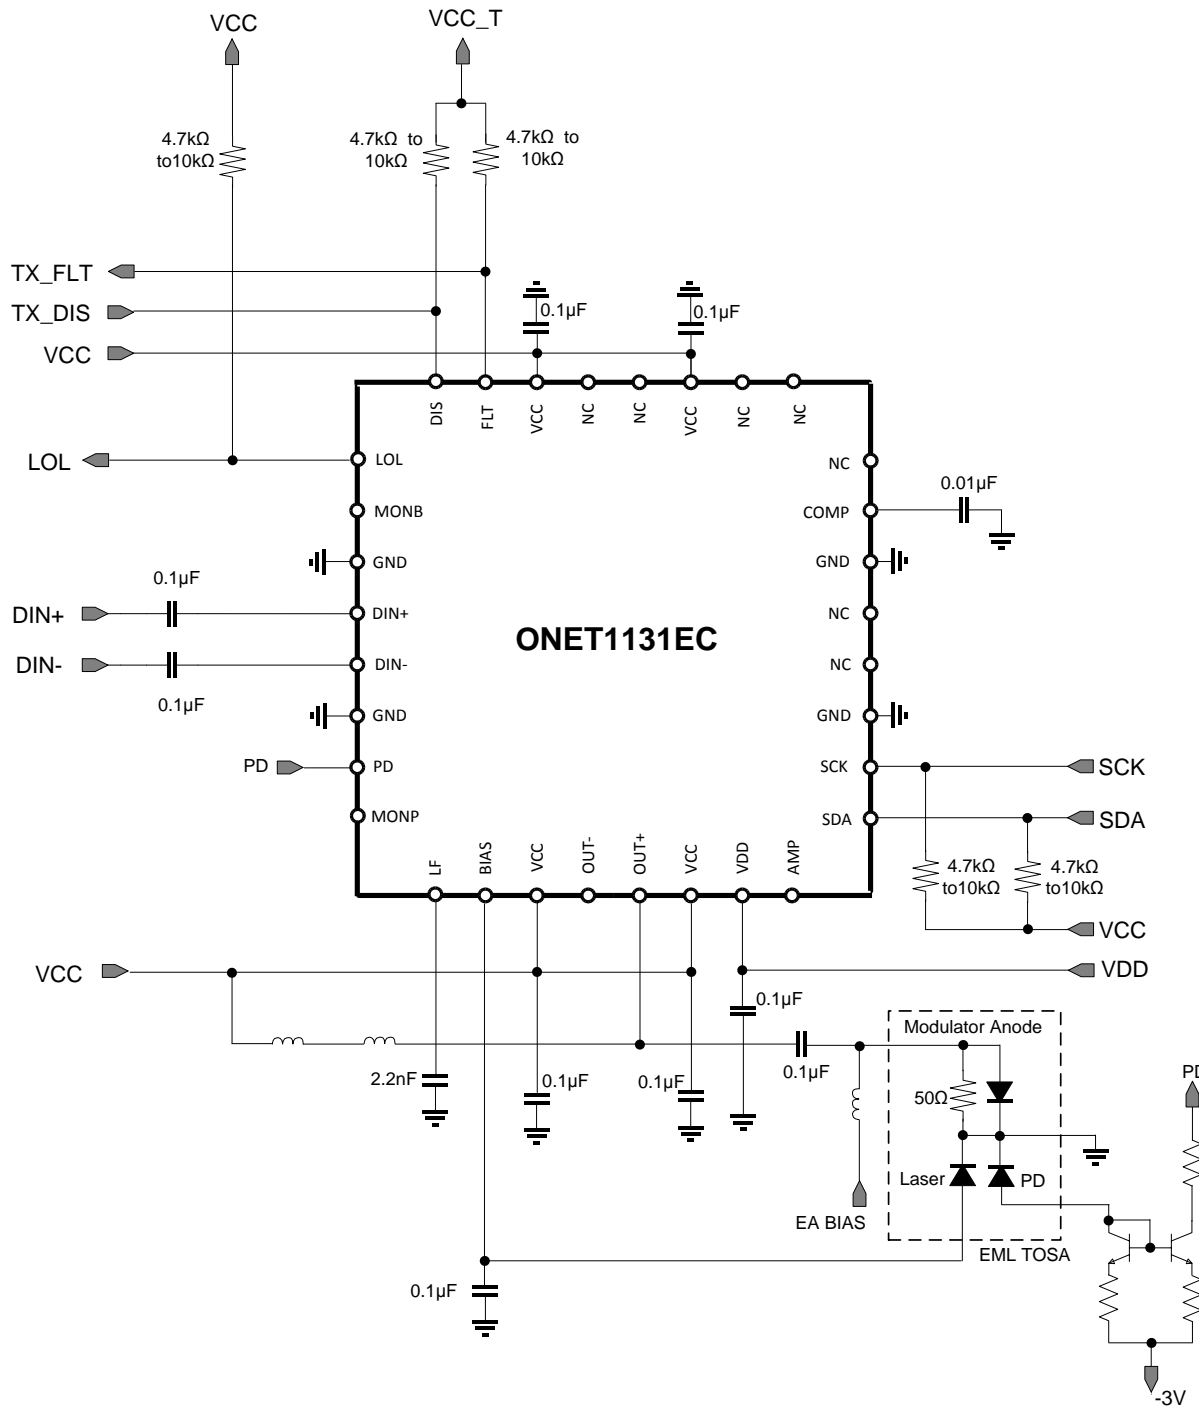 VCC
VCC_T
4.7kΩ
to10kΩ
4.7kΩ to
10kΩ
4.7kΩ to
10kΩ
TX_FLT
TX_DIS
VCC
0.1µF
0.1µF
DIS
FLT
VCC
NC
NC
VCC
NC
NC
LOL
LOL
NC
MONB
COMP
0.01µF
GND
GND
DIN+
0.1µF
DIN+
NC
ONET1131EC
DIN-
0.1µF
DIN-
NC
GND
GND
PD
PD
SCK
SCK
MONP
SDA
SDA
LF
BIAS
VCC
OUT-
OUT+
VCC
VDD
AMP
4.7kΩ
to10kΩ
4.7kΩ
to10kΩ
VCC
VCC
VDD
0.1µF
Modulator Anode
2.2nF
0.1µF
0.1µF
0.1µF
50Ω
Laser
PD
EA BIAS
EML TOSA
PD
0.1µF
-3V